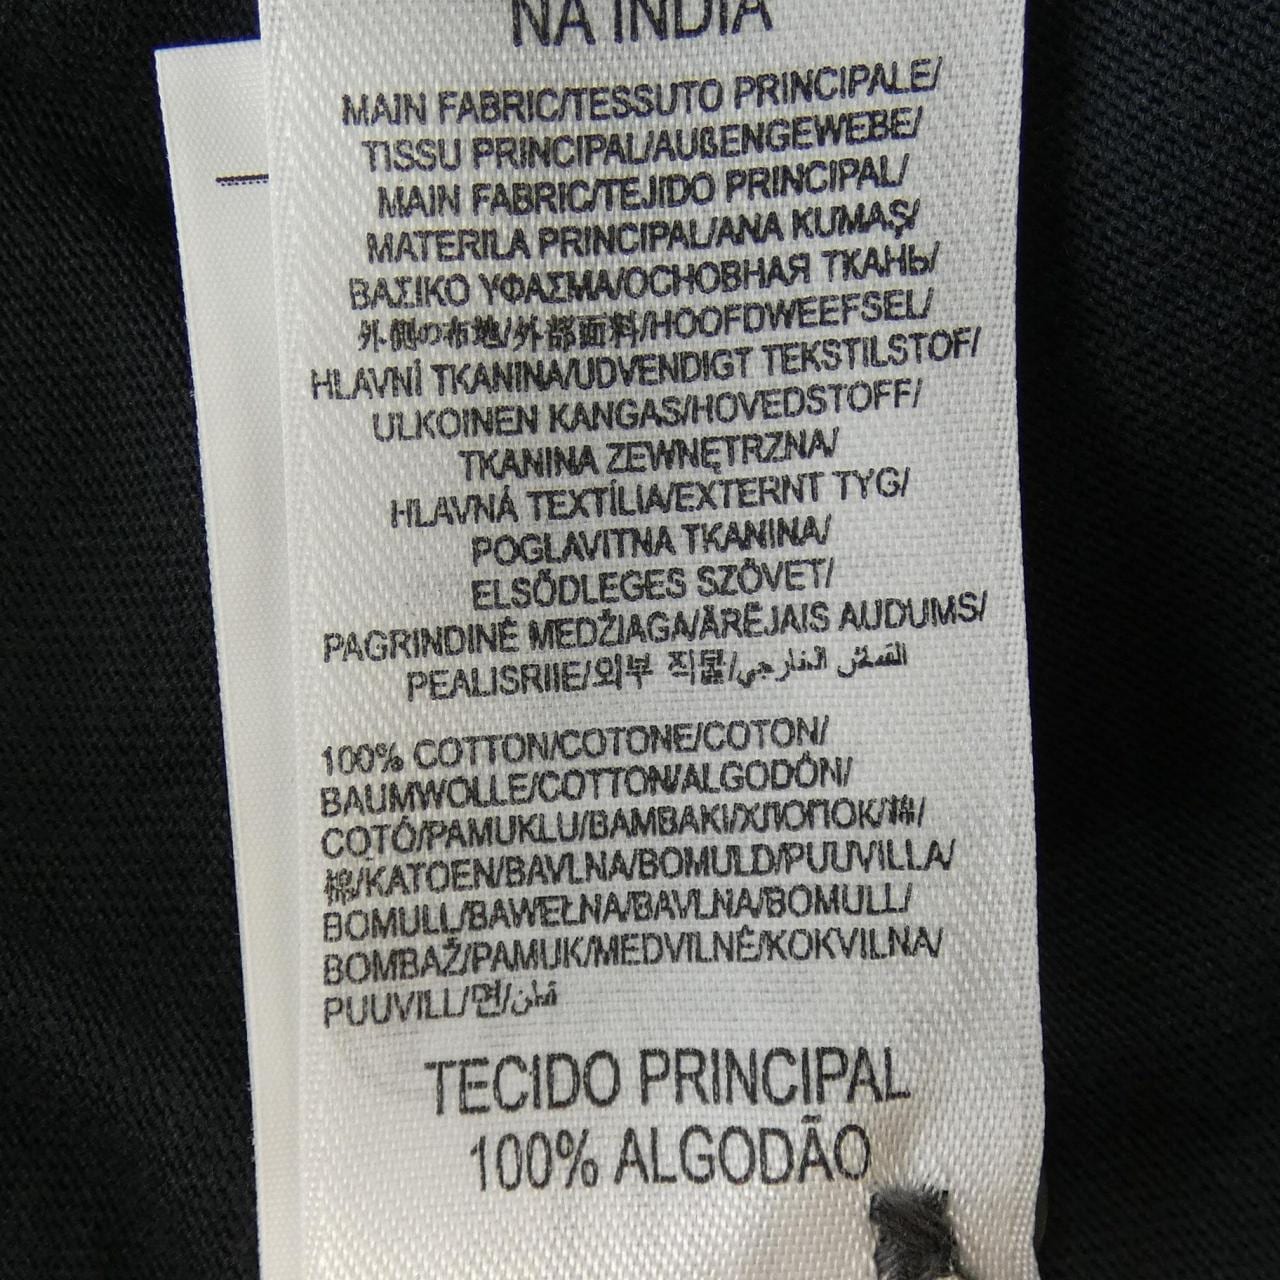 NA INDIA
MAIN FABRIC/TESSUTO PRINCIPALE/
TISSU PRINCIPAL/AUßENGEWEBE/
MAIN FABRIC/TEJIDO PRINCIPAL/
MATERILA PRINCIPAL/ANA KUMAŞ/
ΒΑΣΙΚΟ ΥΦΑΣΜΑ/ОСНОВНАЯ ТКАНЬ/
外側の布地/外部面料/HOOFDWEEFSEL/
HLAVNÍ TKANINA/UDVENDIGT TEKSTILSTOF/
ULKOINEN KANGAS/HOVEDSTOFF/
TKANINA ZEWNĘTRZNA/
HLAVNÁ TEXTÍLIA/EXTERNT TYG/
POGLAVITNA TKANINA/
ELSŐDLEGES SZÖVET/
PAGRINDINĖ MEDŽIAGA/ĀRĒJAIS AUDUMS/
PEALISRIIE/외부 직물/القماش الخارجي
100% COTTON/COTONE/COTON/
BAUMWOLLE/COTTON/ALGODÓN/
COTÓ/PAMUKLU/BAMBAKI/ХЛОПОК/綿/
棉/KATOEN/BAVLNA/BOMULD/PUUVILLA/
BOMULL/BAWEŁNA/BAVLNA/BOMULL/
BOMBAŽ/PAMUK/MEDVILNĖ/KOKVILNA/
PUUVILL/면/قطن
TECIDO PRINCIPAL
100% ALGODÃO